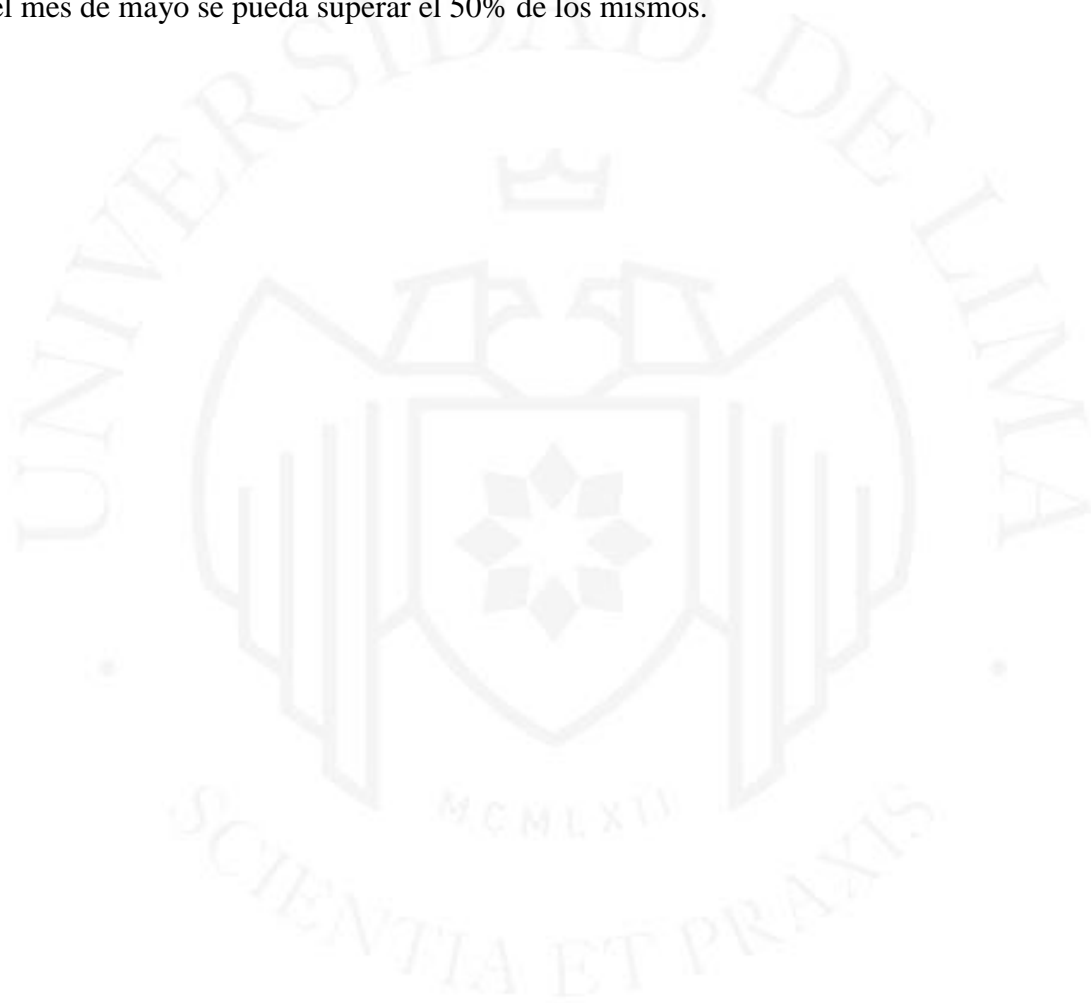 el mes de mayo se pueda superar el 50% de los mismos.
UNIVERSIDAD DE LIMA
MCMLXII
SCIENTIA ET PRAXIS